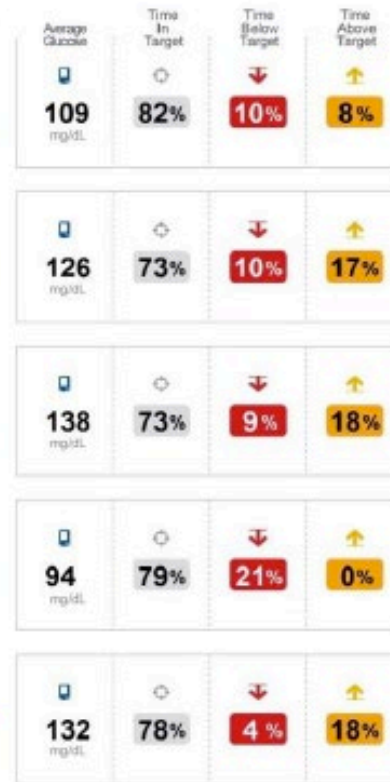 Average Glucose
Time In Target
Time Below Target
Time Above Target
109 82% 10% 8%
mg/dL
126 73% 10% 17%
mg/dL
138 73% 9% 18%
mg/dL
94 79% 21% 0%
mg/dL
132 78% 4% 18%
mg/dL